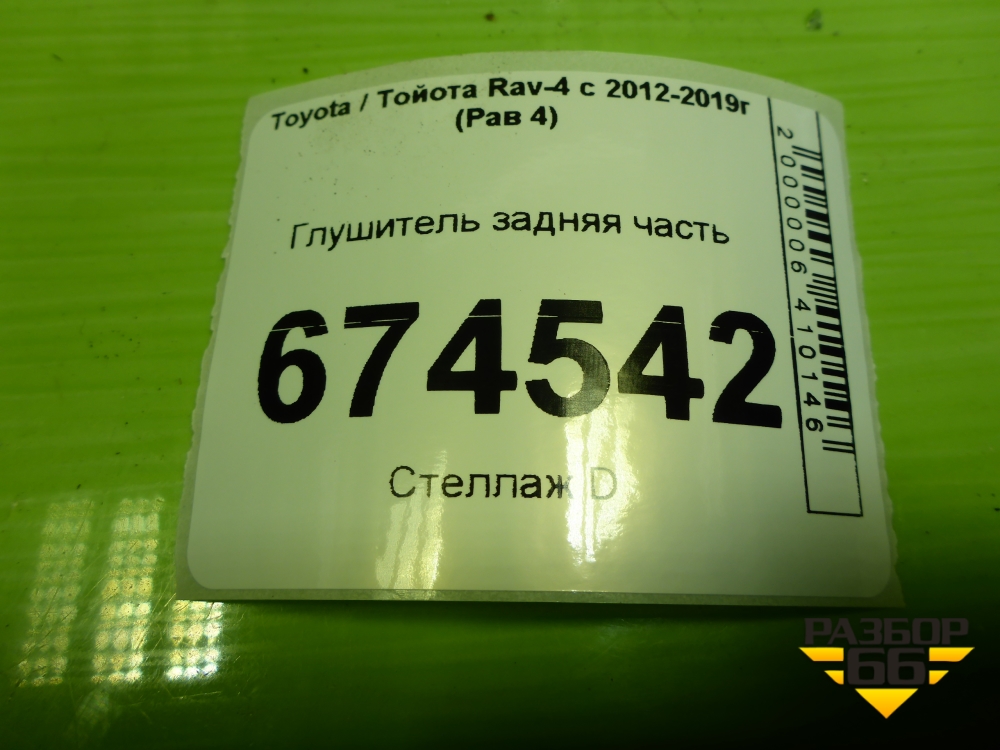 Toyota / Тойота Rav-4 с 2012-2019г
(Рав 4)
Глушитель задняя часть
674542
Стеллаж D
2000006410146
РАЗБОР
66